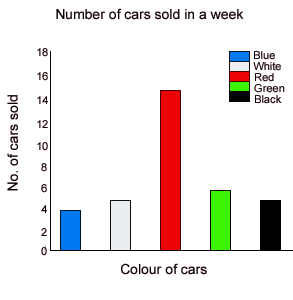 Number of cars sold in a week
18
16
14
12
10
8
6
4
2
0
No. of cars sold
Blue
White
Red
Green
Black
Colour of cars